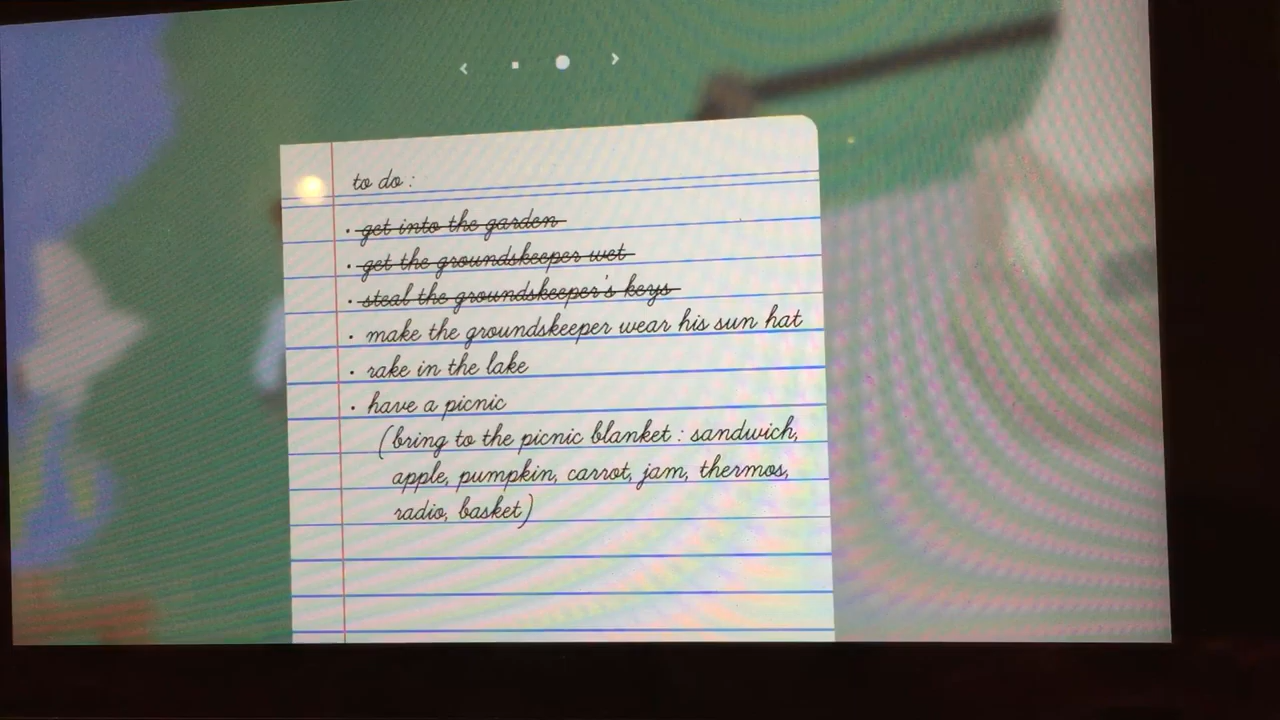 to do :
· get into the garden
· get the groundskeeper wet
· steal the groundskeeper's keys
· make the groundskeeper wear his sun hat
· rake in the lake
· have a picnic
(bring to the picnic blanket : sandwich,
apple, pumpkin, carrot, jam, thermos,
radio, basket)